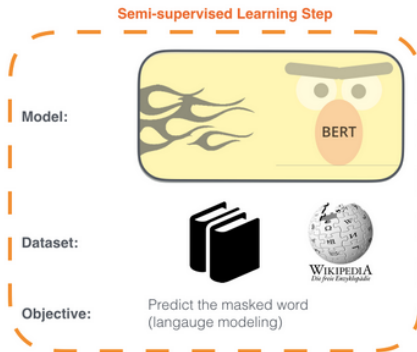 Semi-supervised Learning Step
Model:
BERT
Dataset:
WIKIPEDIA
Die freie Enzyklopädie
Objective:
Predict the masked word
(langauge modeling)